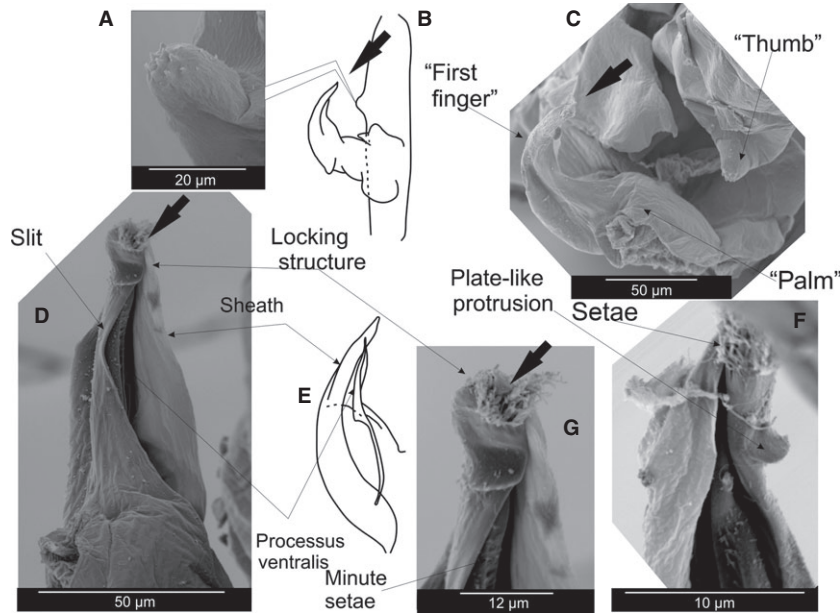 A
B
C
"Thumb"
"First
finger"
20 µm
Slit
Locking
structure
50 µm
"Palm"
Plate-like
protrusion
Setae
D
Sheath
F
E
G
Processus
ventralis
Minute
setae
50 µm
12 µm
10 µm